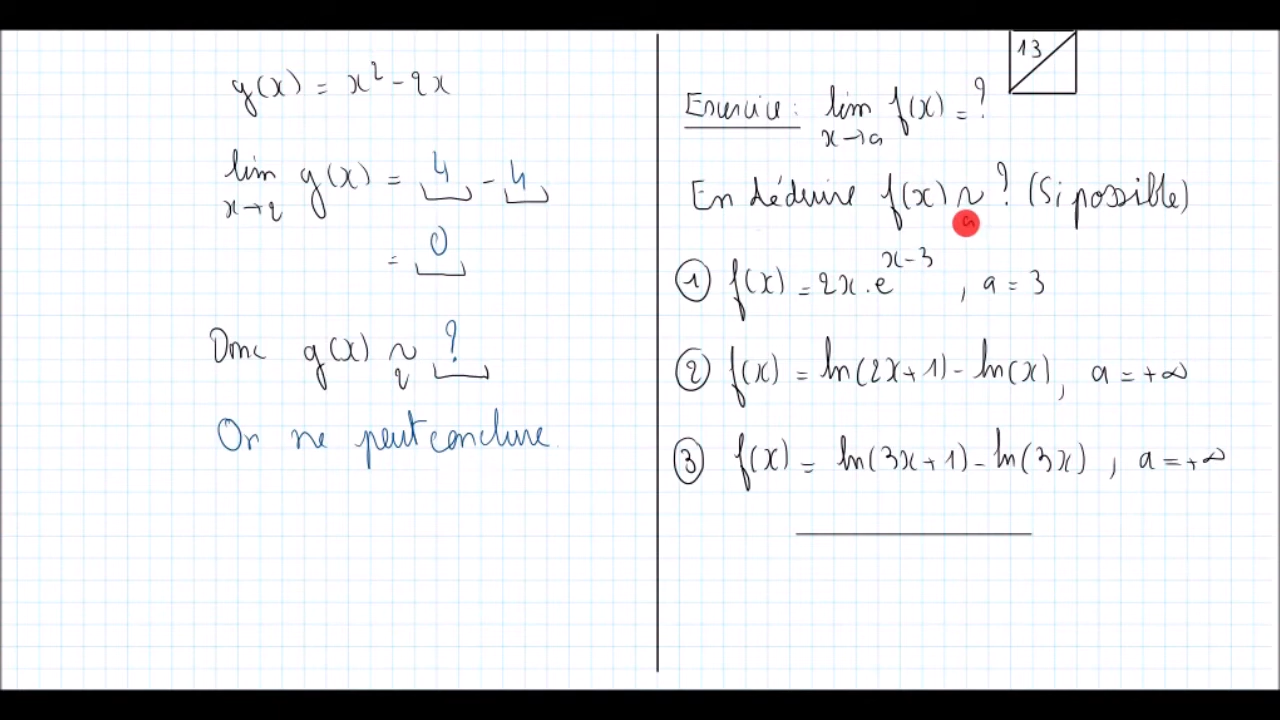 g(x) = x² - 2x
lim g(x) = 4 - 4
x→2
= 0
Donc g(x) ~ ?
2
On ne peut conclure.
13
Exercice : lim f(x) = ?
x→a
En déduire f(x) ~ ? (Si possible)
a
① f(x) = 2x . e^{x-3} , a = 3
② f(x) = ln(2x+1) - ln(x), a = +∞
③ f(x) = ln(3x+1) - ln(3x) , a = +∞